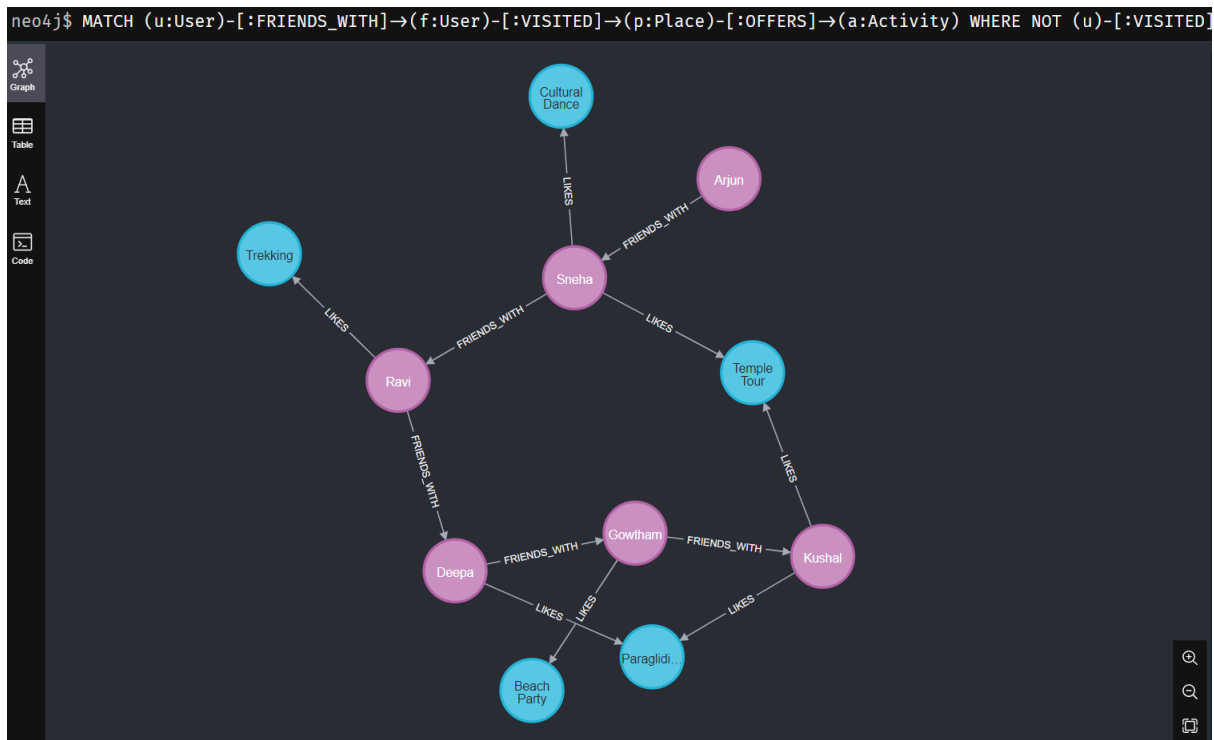 neo4j$ MATCH (u:User)-[:FRIENDS_WITH]→(f:User)-[:VISITED]→(p:Place)-[:OFFERS]→(a:Activity) WHERE NOT (u)-[:VISITED]
Graph
Table
A
Text
Code
Cultural
Dance
LIKES
Arjun
FRIENDS_WITH
Trekking
Sneha
LIKES
FRIENDS_WITH
LIKES
Ravi
Temple
Tour
FRIENDS_WITH
LIKES
Gowtham
FRIENDS_WITH
FRIENDS_WITH
Kushal
Deepa
LIKES
LIKES
LIKES
Paraglidi...
Beach
Party